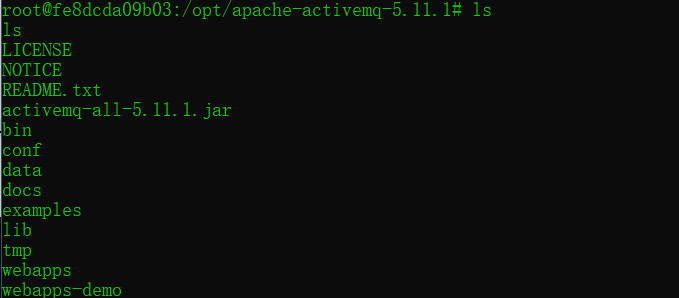 root@fe8dcda09b03:/opt/apache-activemq-5.11.1# ls
ls
LICENSE
NOTICE
README.txt
activemq-all-5.11.1.jar
bin
conf
data
docs
examples
lib
tmp
webapps
webapps-demo